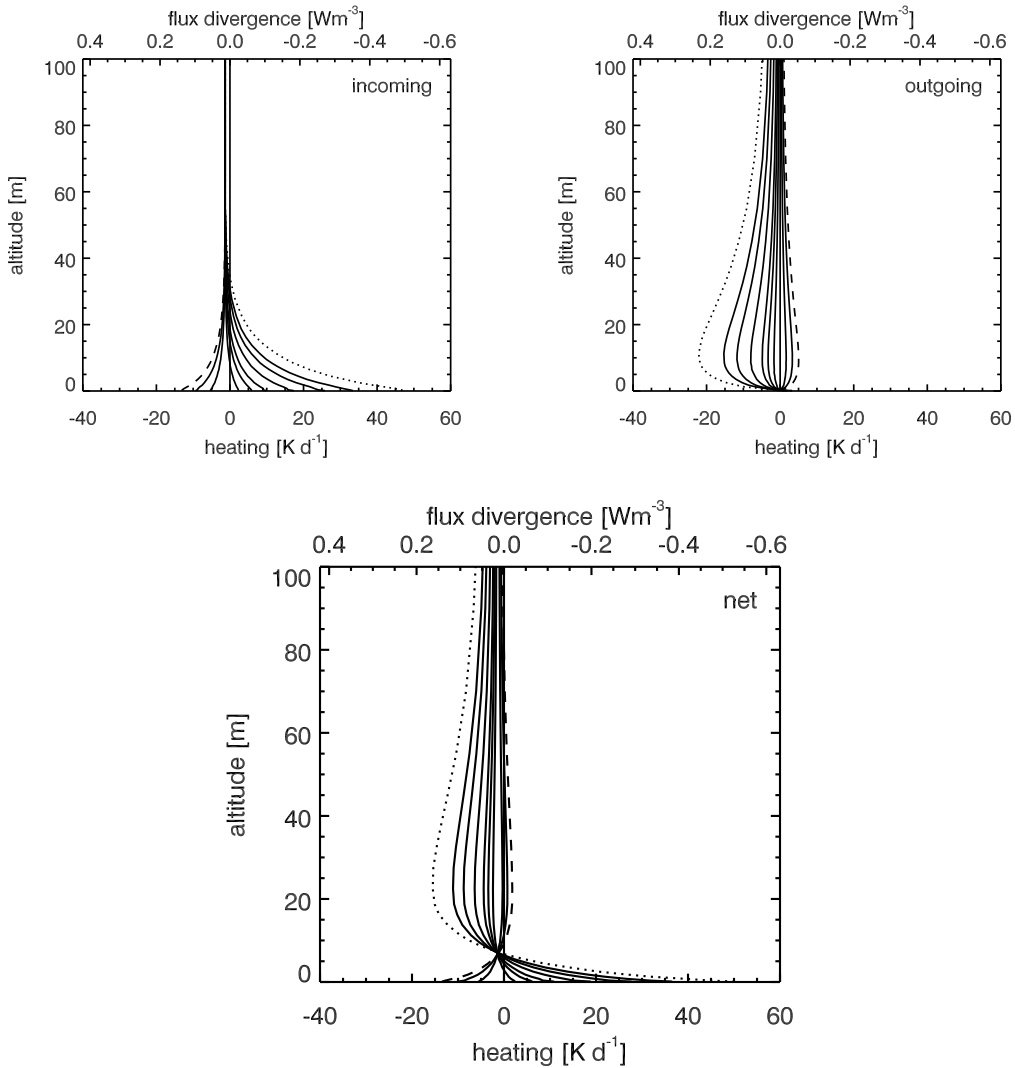 flux divergence [Wm-3]
0.4 0.2 0.0 -0.2 -0.4 -0.6
incoming
100
80
60
40
20
0
altitude [m]
-40 -20 0 20 40 60
heating [K d-1]
flux divergence [Wm-3]
0.4 0.2 0.0 -0.2 -0.4 -0.6
outgoing
100
80
60
40
20
0
altitude [m]
-40 -20 0 20 40 60
heating [K d-1]
flux divergence [Wm-3]
0.4 0.2 0.0 -0.2 -0.4 -0.6
net
100
80
60
40
20
0
altitude [m]
-40 -20 0 20 40 60
heating [K d-1]